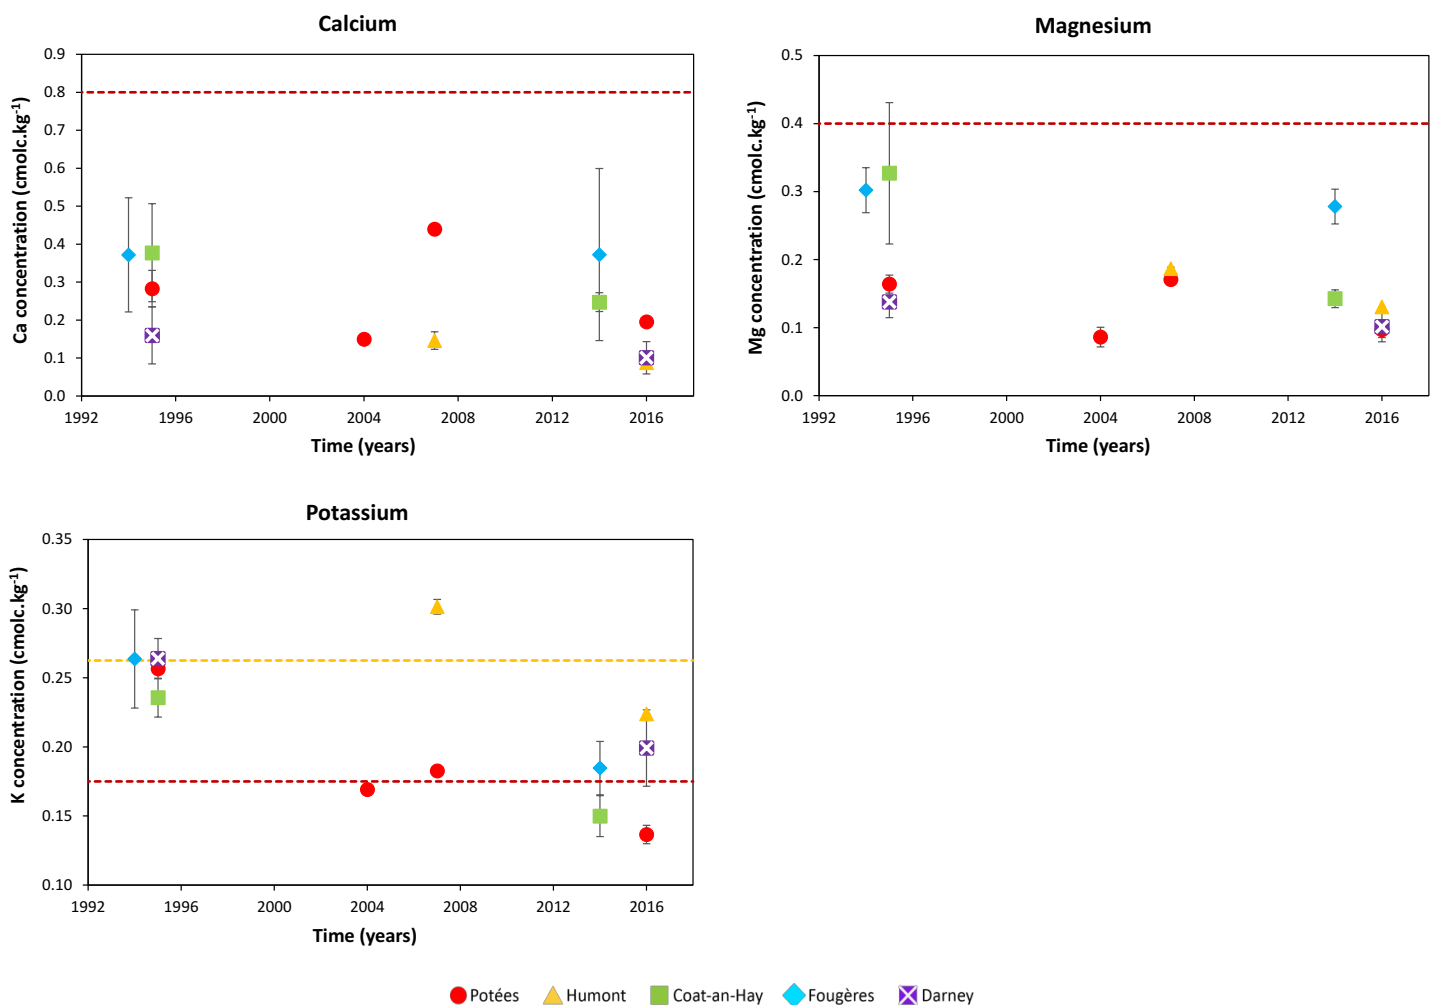 Calcium
Ca concentration (cmolc.kg⁻¹)
0.9
0.8
0.7
0.6
0.5
0.4
0.3
0.2
0.1
0.0
1992 1996 2000 2004 2008 2012 2016
Time (years)
Magnesium
Mg concentration (cmolc.kg⁻¹)
0.5
0.4
0.3
0.2
0.1
0.0
1992 1996 2000 2004 2008 2012 2016
Time (years)
Potassium
K concentration (cmolc.kg⁻¹)
0.35
0.30
0.25
0.20
0.15
0.10
1992 1996 2000 2004 2008 2012 2016
Time (years)
Potées Humont Coat-an-Hay Fougères Darney